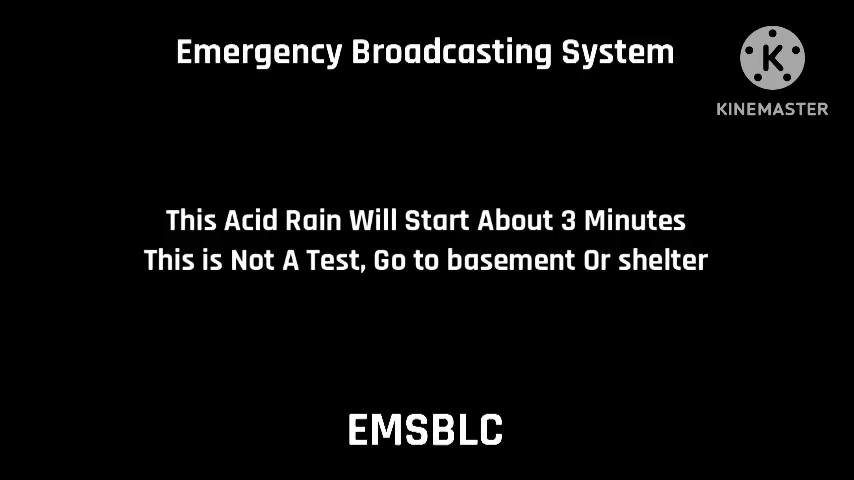 Emergency Broadcasting System
K
KINEMASTER
This Acid Rain Will Start About 3 Minutes
This is Not A Test, Go to basement Or shelter
EMSBLC